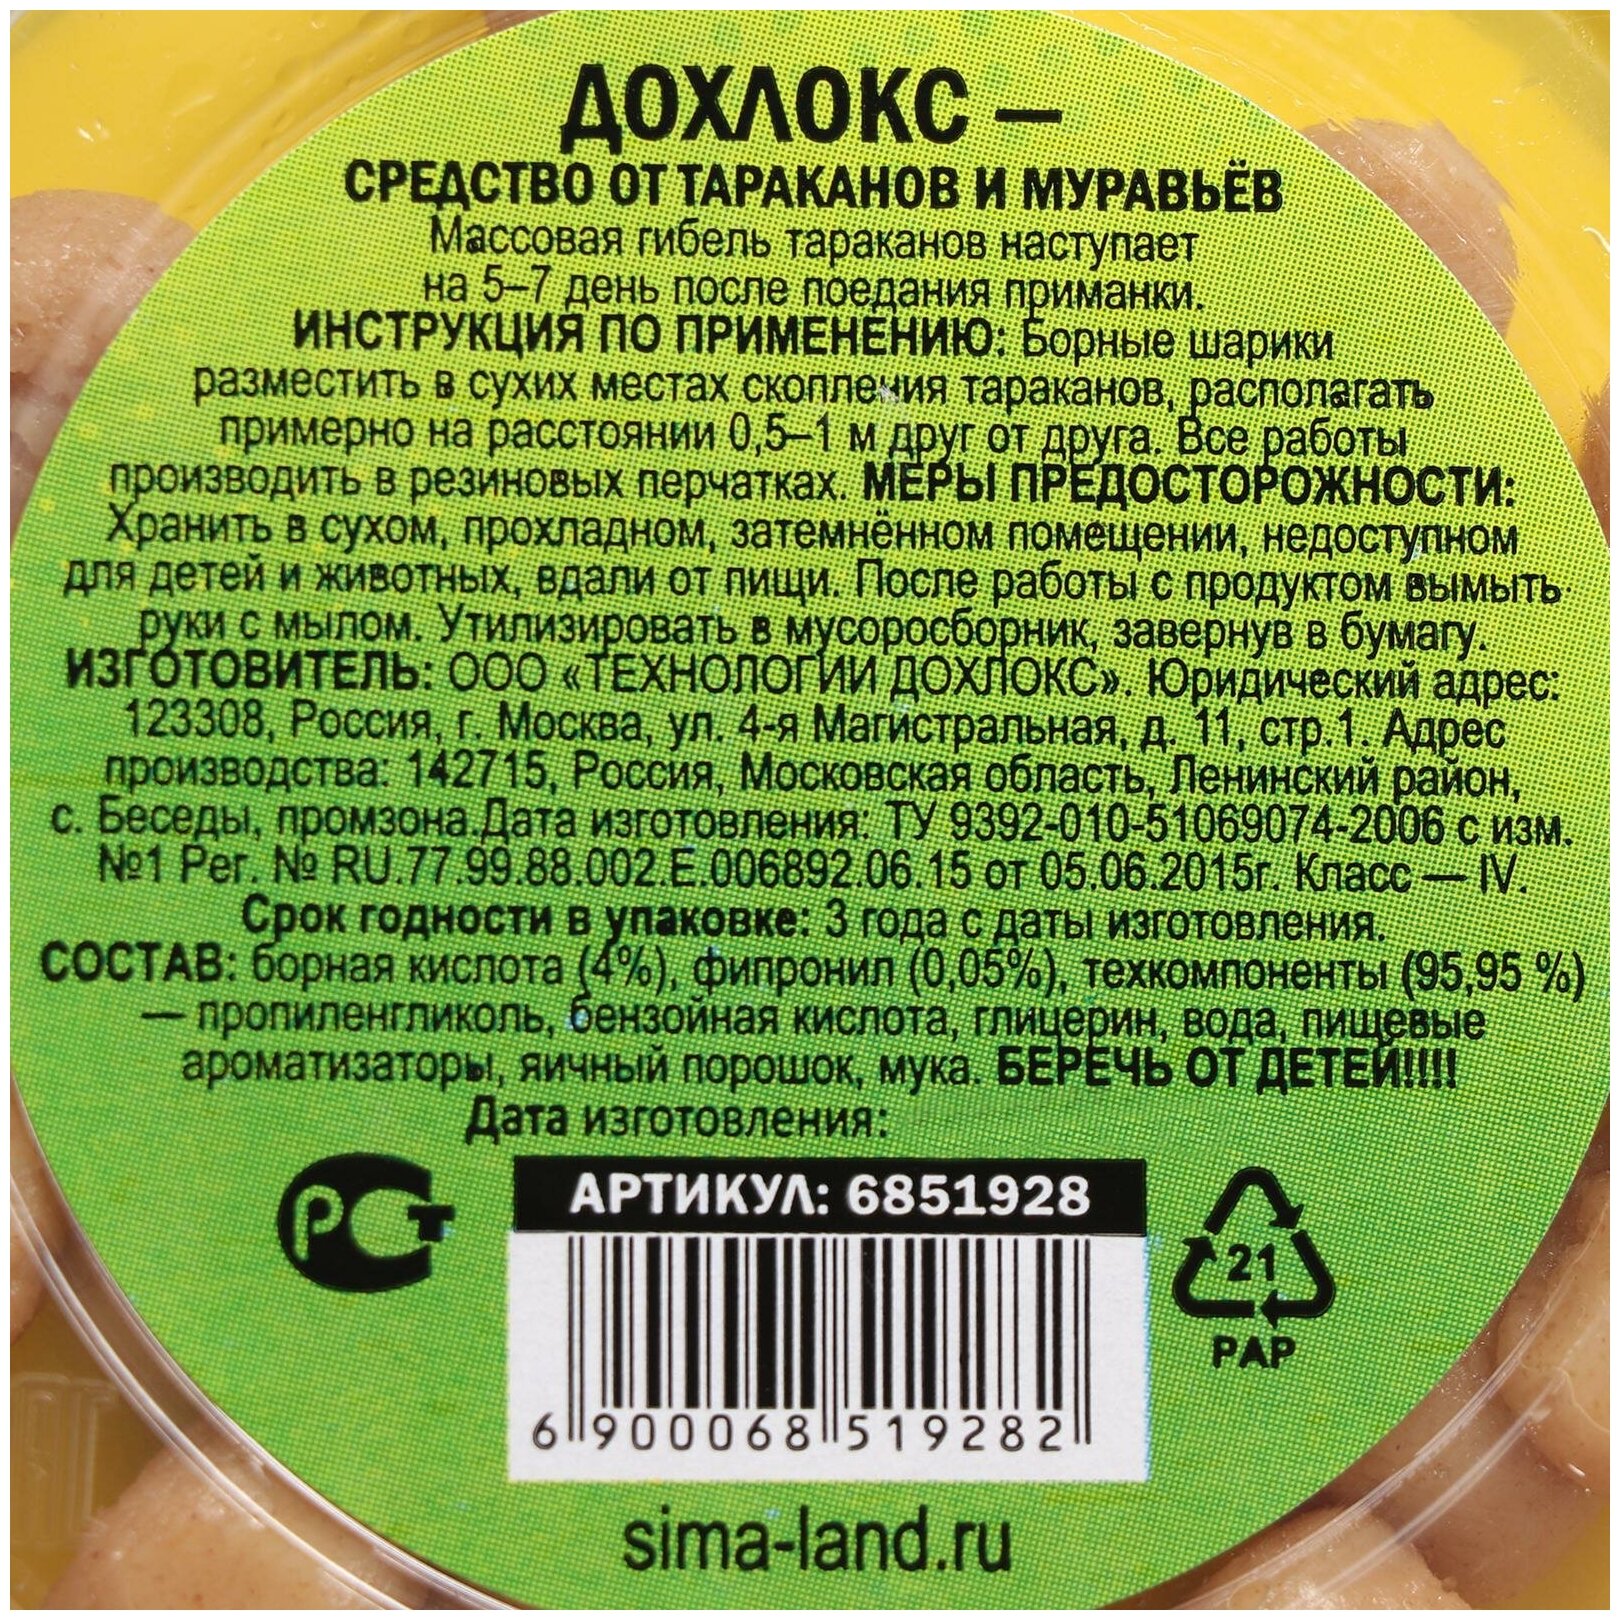 ДОХЛОКС –
СРЕДСТВО ОТ ТАРАКАНОВ И МУРАВЬЁВ
Массовая гибель тараканов наступает
на 5–7 день после поедания приманки.
ИНСТРУКЦИЯ ПО ПРИМЕНЕНИЮ: Борные шарики
разместить в сухих местах скопления тараканов, располагать
примерно на расстоянии 0,5–1 м друг от друга. Все работы
производить в резиновых перчатках. МЕРЫ ПРЕДОСТОРОЖНОСТИ:
Хранить в сухом, прохладном, затемнённом помещении, недоступном
для детей и животных, вдали от пищи. После работы с продуктом вымыть
руки с мылом. Утилизировать в мусоросборник, завернув в бумагу.
ИЗГОТОВИТЕЛЬ: ООО «ТЕХНОЛОГИИ ДОХЛОКС». Юридический адрес:
123308, Россия, г. Москва, ул. 4-я Магистральная, д. 11, стр.1. Адрес
производства: 142715, Россия, Московская область, Ленинский район,
с. Беседы, промзона.Дата изготовления: ТУ 9392-010-51069074-2006 с изм.
№1 Рег. № RU.77.99.88.002.Е.006892.06.15 от 05.06.2015г. Класс — IV.
Срок годности в упаковке: 3 года с даты изготовления.
СОСТАВ: борная кислота (4%), фипронил (0,05%), техкомпоненты (95,95 %)
— пропиленгликоль, бензойная кислота, глицерин, вода, пищевые
ароматизаторы, яичный порошок, мука. БЕРЕЧЬ ОТ ДЕТЕЙ!!!!
Дата изготовления:
РСТ
АРТИКУЛ: 6851928
6 900068 519282
21
PAP
sima-land.ru